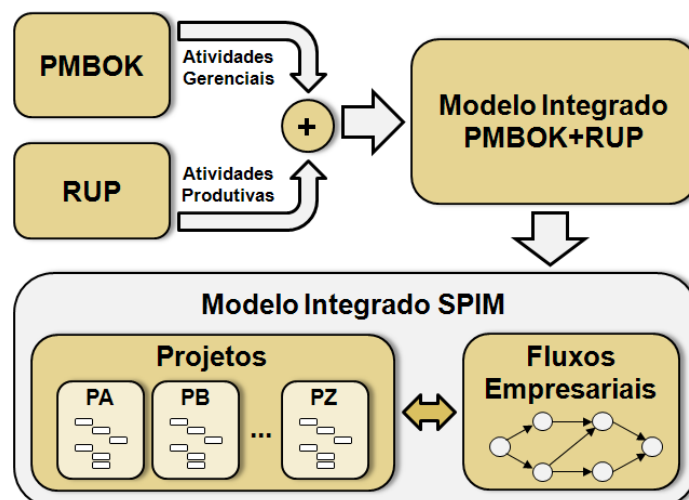 PMBOK
Atividades
Gerenciais
+
RUP
Atividades
Produtivas
Modelo Integrado
PMBOK+RUP
Modelo Integrado SPIM
Projetos
PA
PB
...
PZ
Fluxos
Empresariais